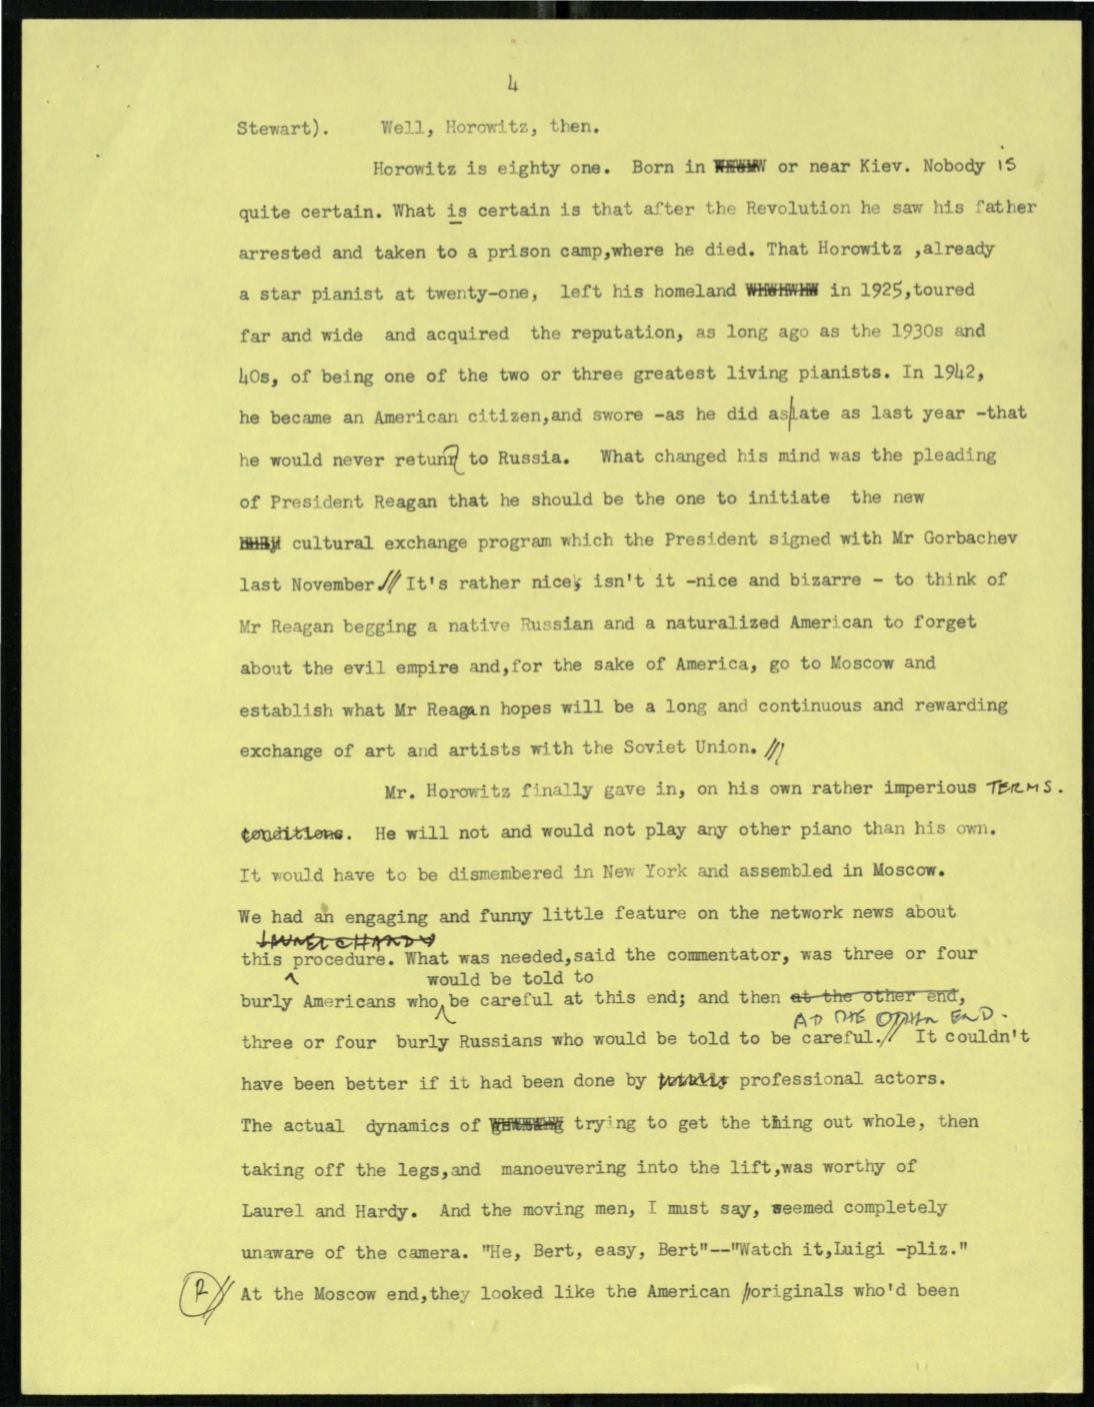 4
Stewart). Well, Horowitz, then.
Horowitz is eighty one. Born in or near Kiev. Nobody is
quite certain. What is certain is that after the Revolution he saw his father
arrested and taken to a prison camp,where he died. That Horowitz ,already
a star pianist at twenty-one, left his homeland in 1925,toured
far and wide and acquired the reputation, as long ago as the 1930s and
40s, of being one of the two or three greatest living pianists. In 1942,
he became an American citizen,and swore -as he did as|late as last year -that
he would never return to Russia. What changed his mind was the pleading
of President Reagan that he should be the one to initiate the new
cultural exchange program which the President signed with Mr Gorbachev
last November.// It's rather nice, isn't it -nice and bizarre - to think of
Mr Reagan begging a native Russian and a naturalized American to forget
about the evil empire and,for the sake of America, go to Moscow and
establish what Mr Reagan hopes will be a long and continuous and rewarding
exchange of art and artists with the Soviet Union. //
Mr. Horowitz finally gave in, on his own rather imperious TERMS.
conditions. He will not and would not play any other piano than his own.
It would have to be dismembered in New York and assembled in Moscow.
We had an engaging and funny little feature on the network news about
LAUREL & HARDY
this procedure. What was needed,said the commentator, was three or four
would be told to
burly Americans who be careful at this end; and then at the other end,
AT THE OTHER END.
three or four burly Russians who would be told to be careful.// It couldn't
have been better if it had been done by totally professional actors.
The actual dynamics of trying to get the thing out whole, then
taking off the legs,and manoeuvering into the lift,was worthy of
Laurel and Hardy. And the moving men, I must say, seemed completely
unaware of the camera. "He, Bert, easy, Bert"--"Watch it,Luigi -pliz."
2 // At the Moscow end,they looked like the American //originals who'd been